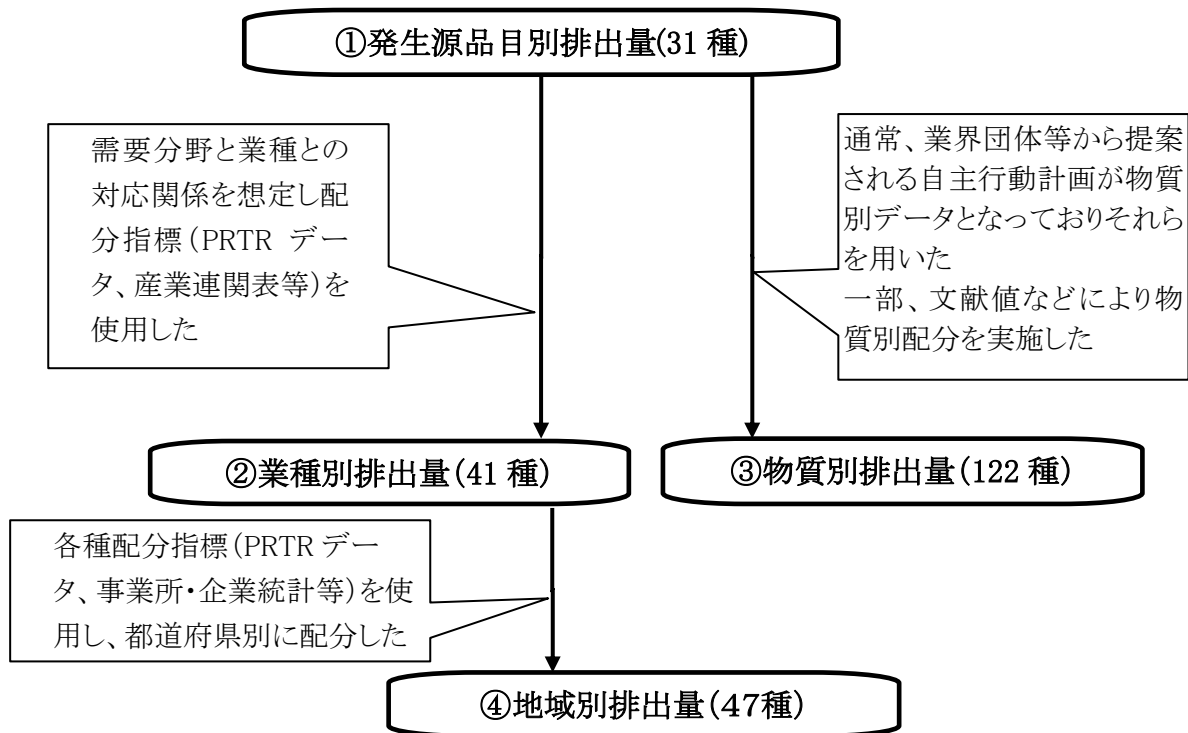 ①発生源品目別排出量(31 種)
需要分野と業種との
対応関係を想定し配
分指標(PRTR デー
タ、産業連関表等)を
使用した
通常、業界団体等から提案
される自主行動計画が物質
別データとなっておりそれら
を用いた
一部、文献値などにより物
質別配分を実施した
②業種別排出量(41 種)
③物質別排出量(122 種)
各種配分指標(PRTR デー
タ、事業所・企業統計等)を使
用し、都道府県別に配分した
④地域別排出量(47種)